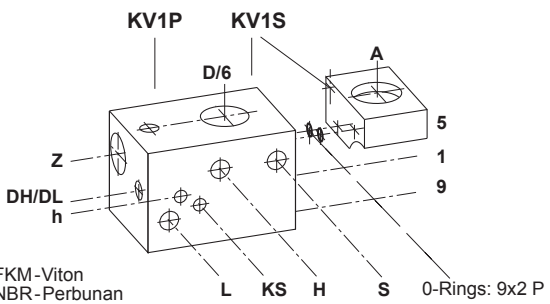 KV1P KV1S
D/6
A
5
Z
1
DH/DL
9
h
FKM-Viton
NBR-Perbunan
L KS H S 0-Rings: 9x2 P